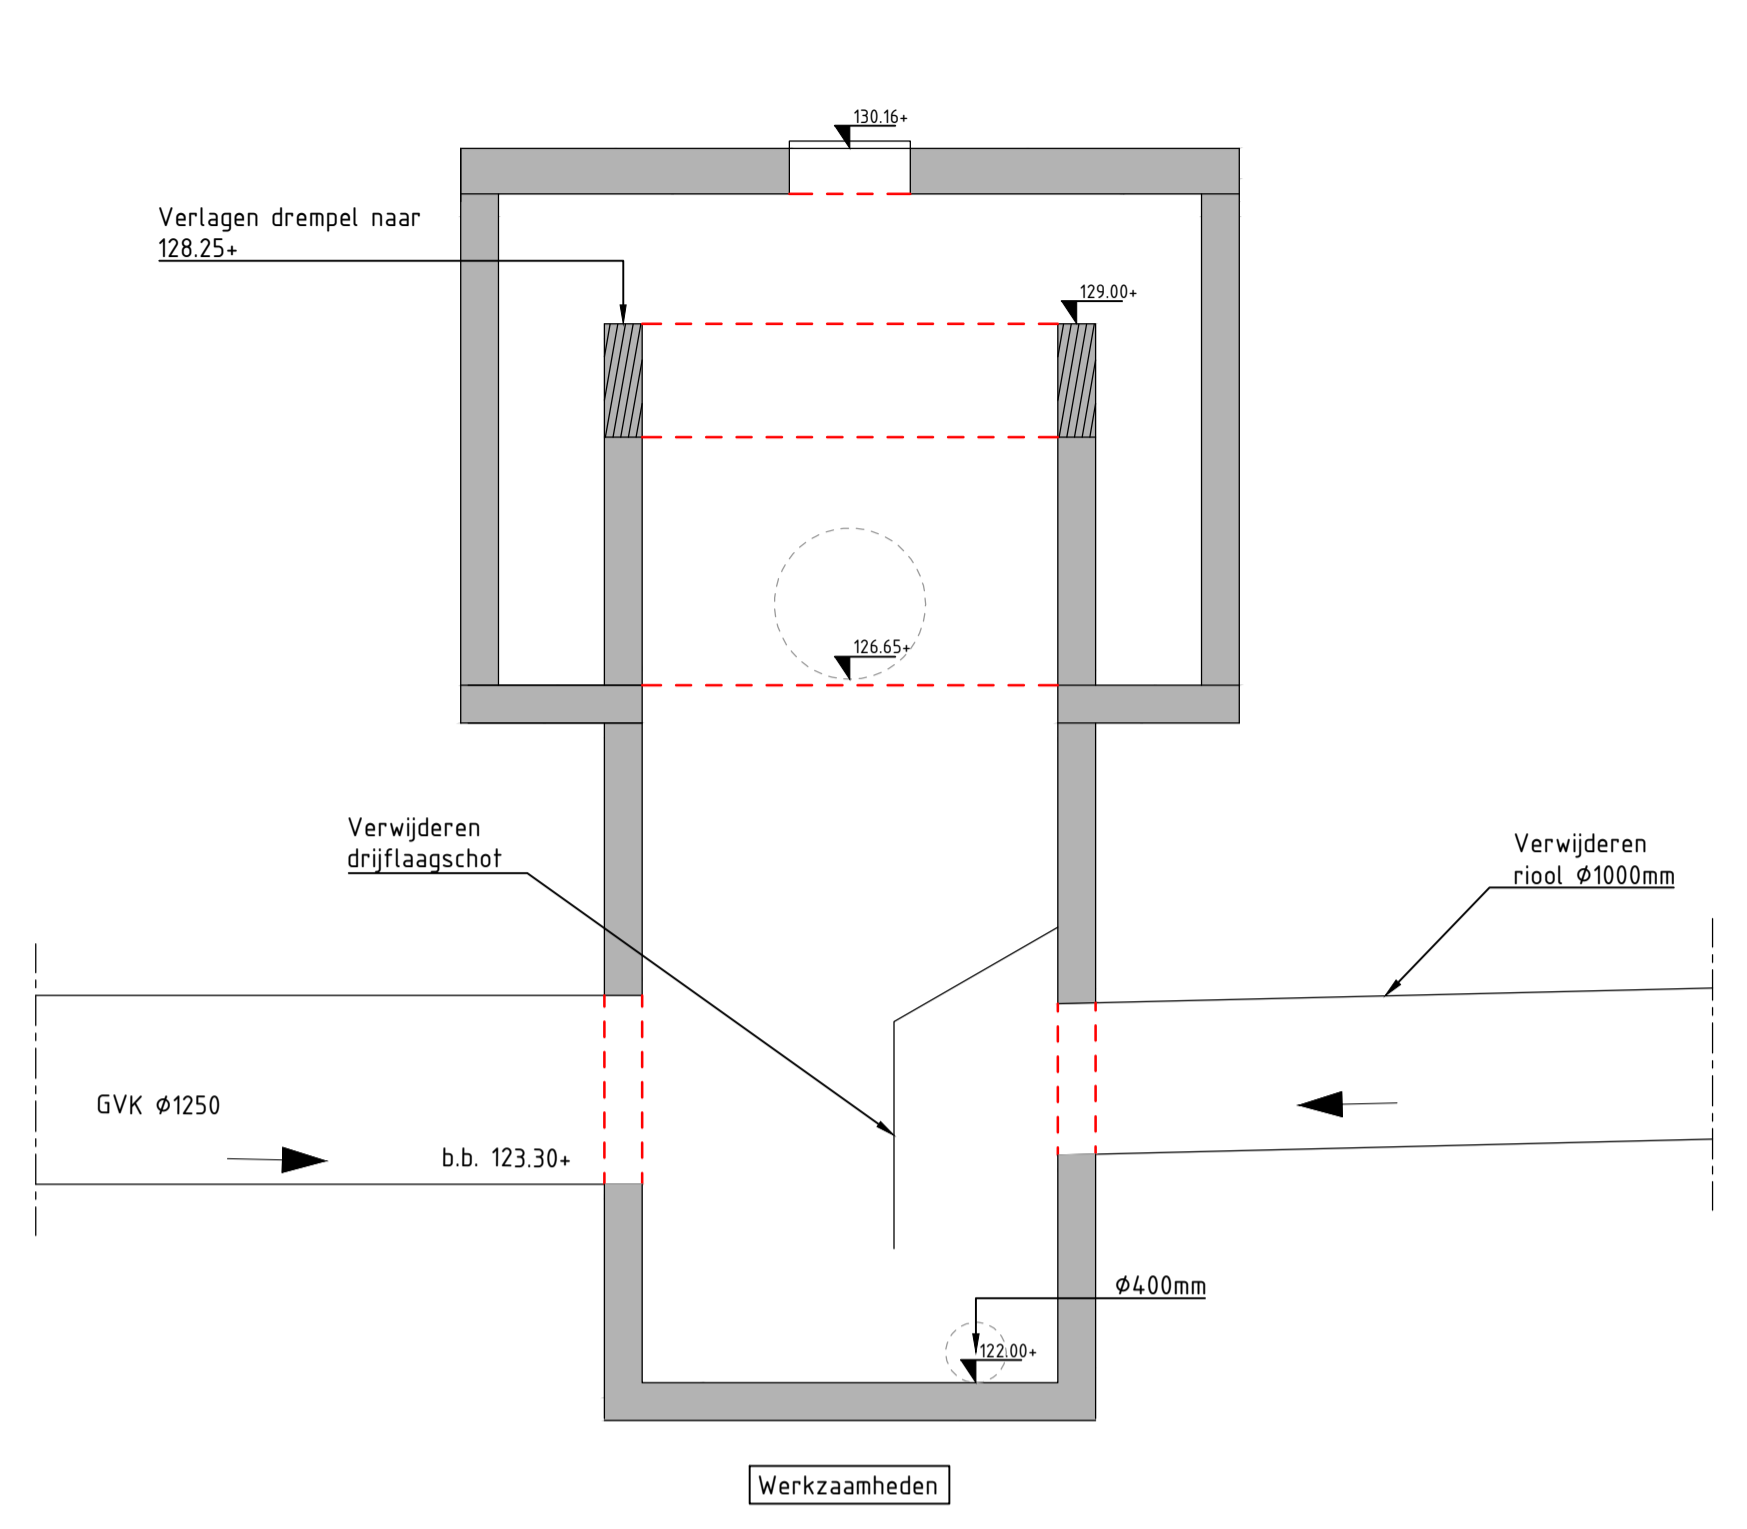 130.16+
Verlagen drempel naar
128.25+
129.00+
126.65+
Verwijderen
drijflaagschot
Verwijderen
riool Ø1000mm
GVK Ø1250
b.b. 123.30+
Ø400mm
122.00+
Werkzaamheden